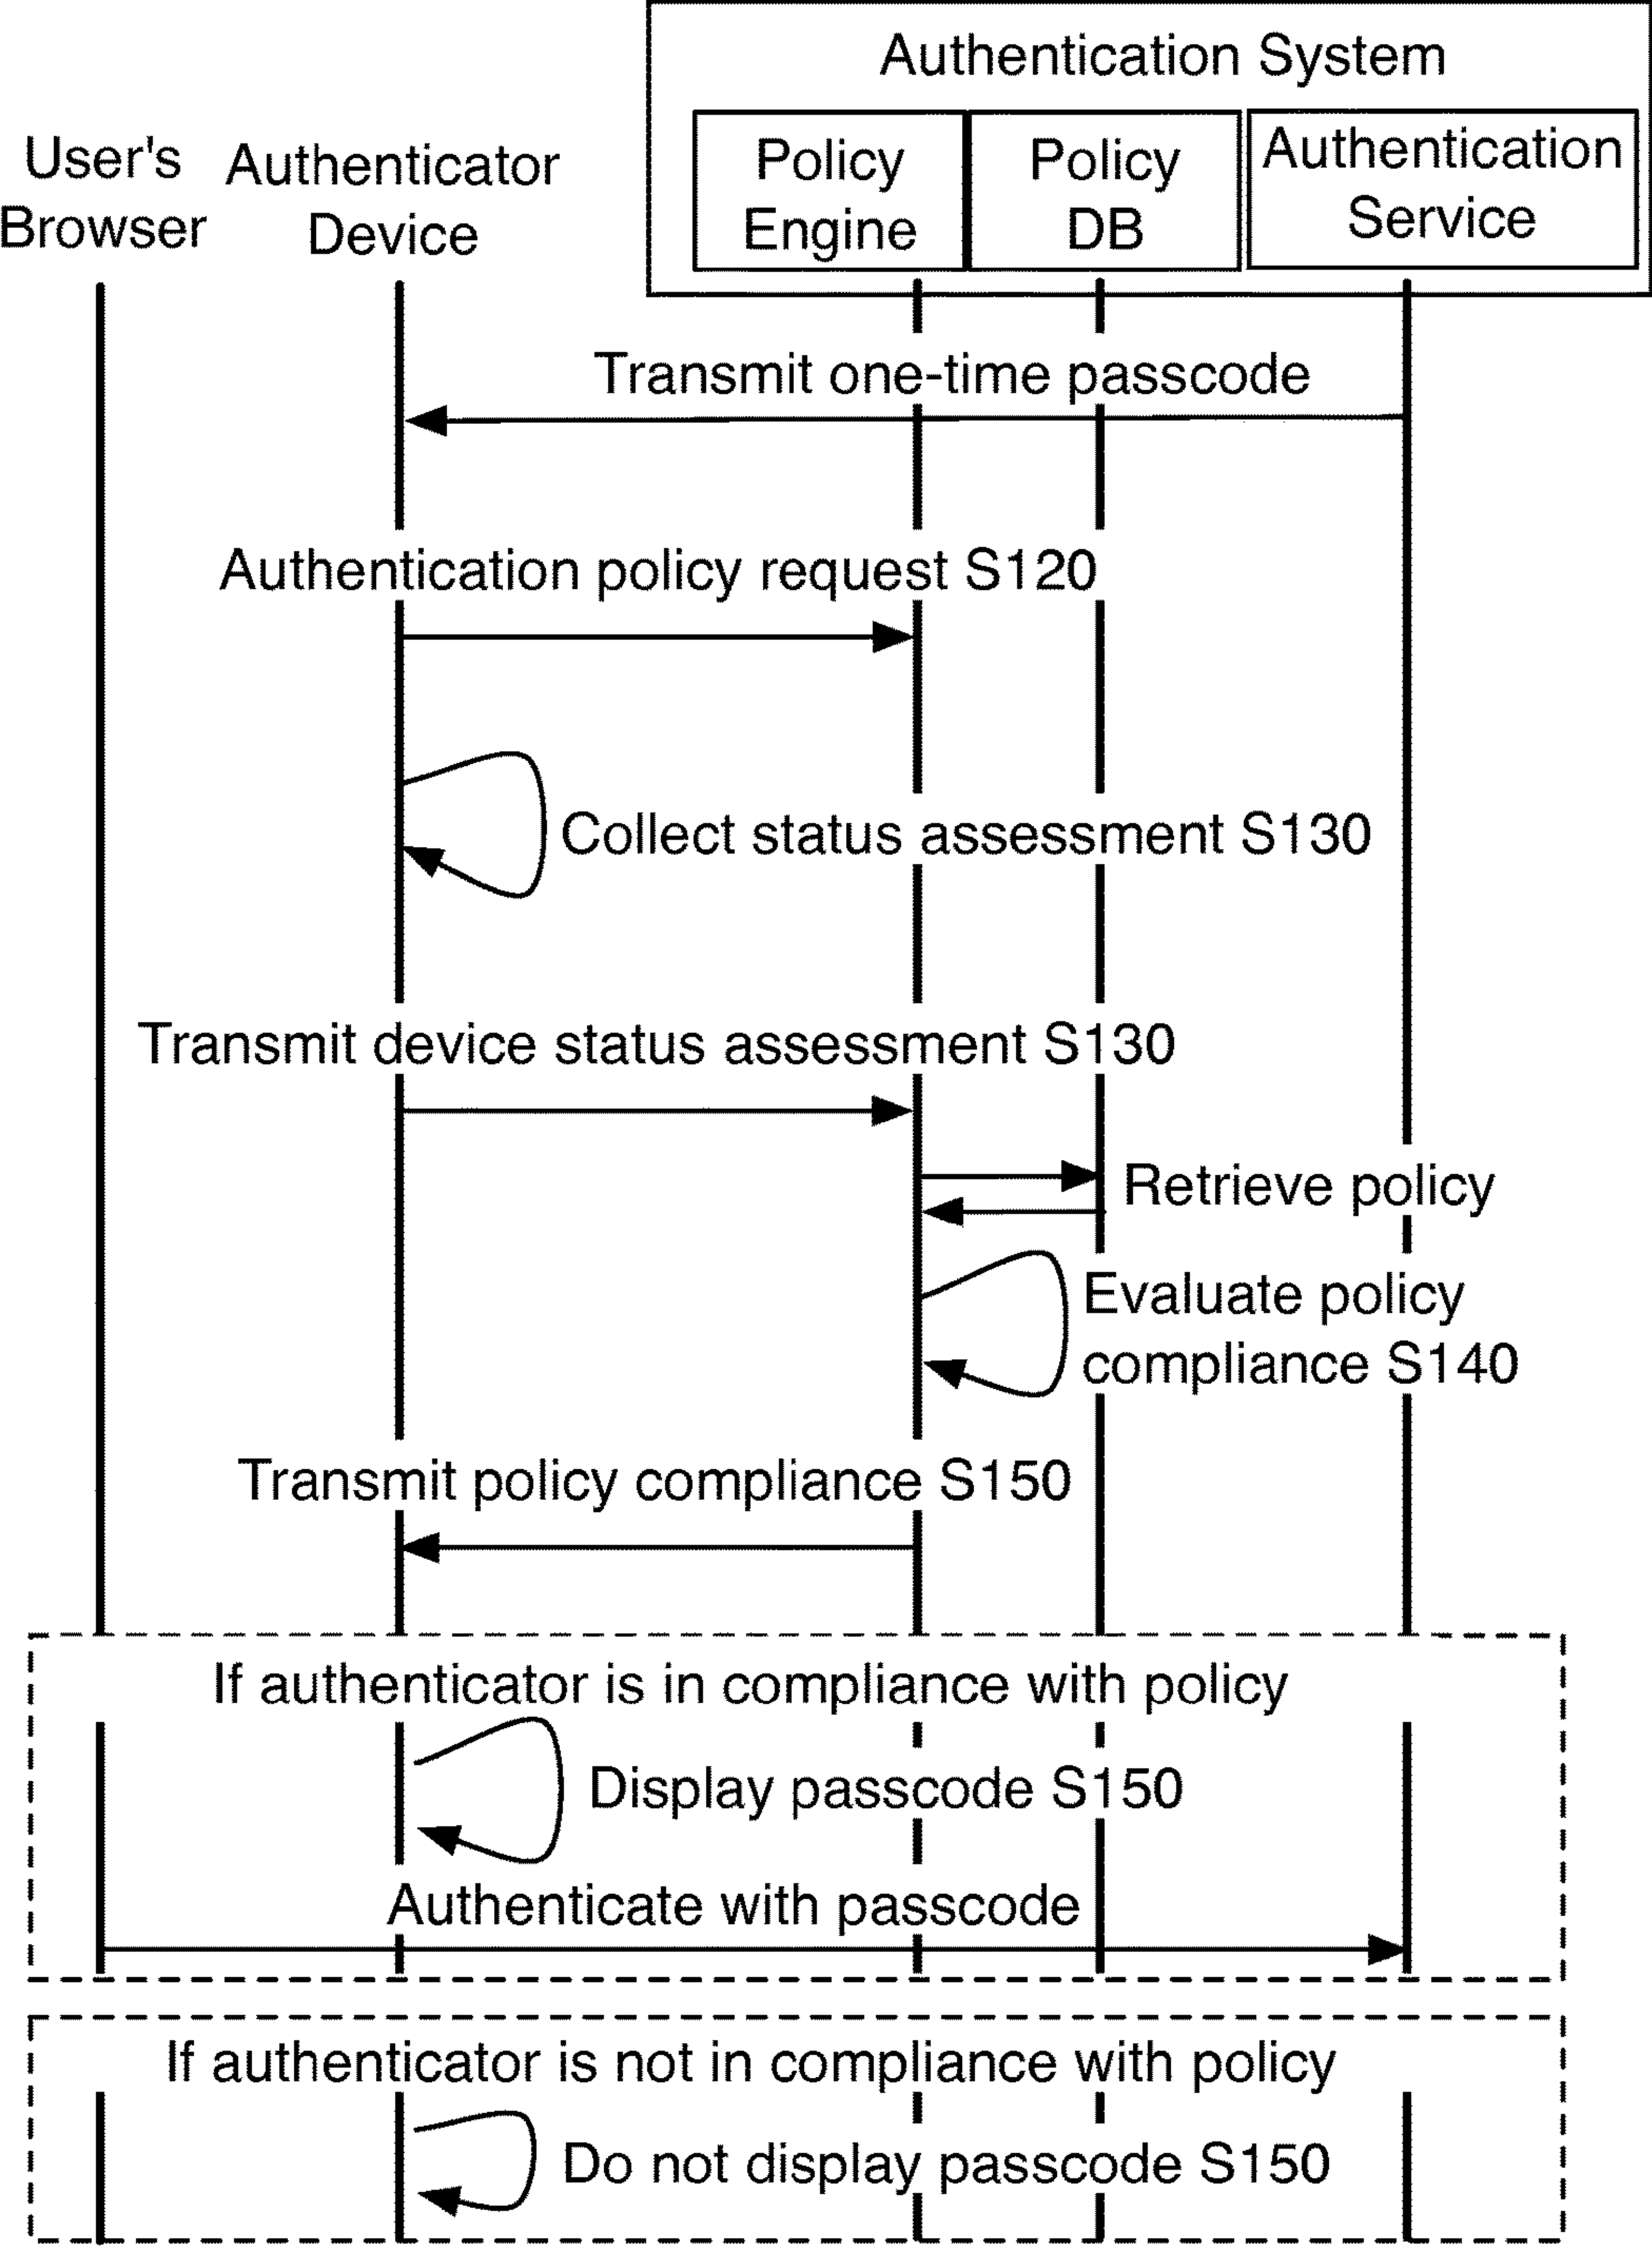 Authentication System
User's
Browser
Authenticator
Device
Policy
Engine
Policy
DB
Authentication
Service
Transmit one-time passcode
Authentication policy request S120
Collect status assessment S130
Transmit device status assessment S130
Retrieve policy
Evaluate policy
compliance S140
Transmit policy compliance S150
If authenticator is in compliance with policy
Display passcode S150
Authenticate with passcode
If authenticator is not in compliance with policy
Do not display passcode S150